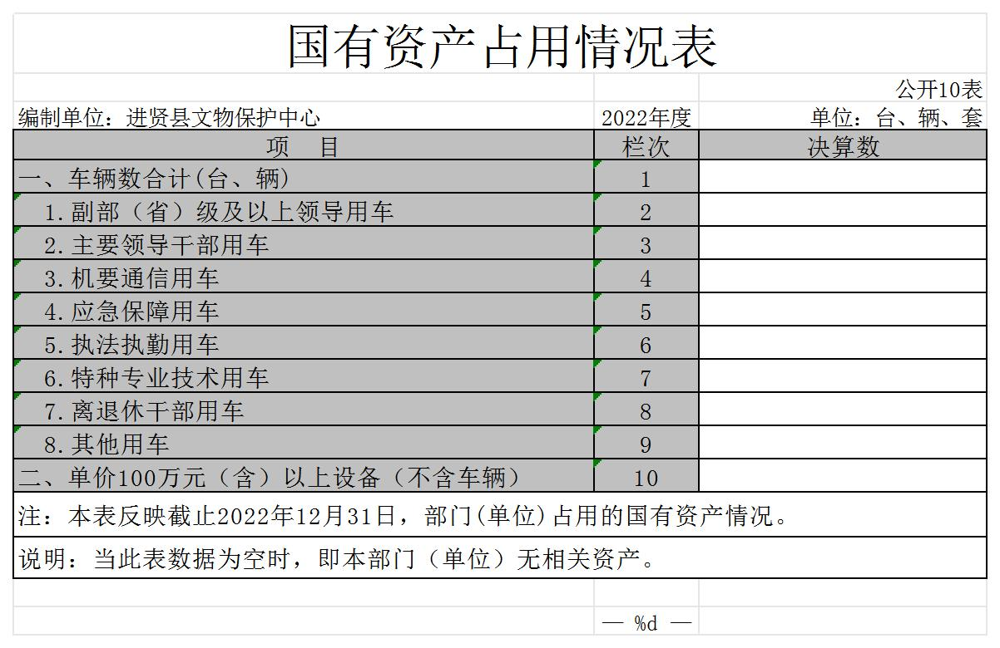 国有资产占用情况表
公开10表
编制单位：进贤县文物保护中心 2022年度 单位：台、辆、套
项 目 栏次 决算数
一、车辆数合计(台、辆) 1
1.副部（省）级及以上领导用车 2
2.主要领导干部用车 3
3.机要通信用车 4
4.应急保障用车 5
5.执法执勤用车 6
6.特种专业技术用车 7
7.离退休干部用车 8
8.其他用车 9
二、单价100万元（含）以上设备（不含车辆） 10
注：本表反映截止2022年12月31日，部门(单位)占用的国有资产情况。
说明：当此表数据为空时，即本部门（单位）无相关资产。
— %d —